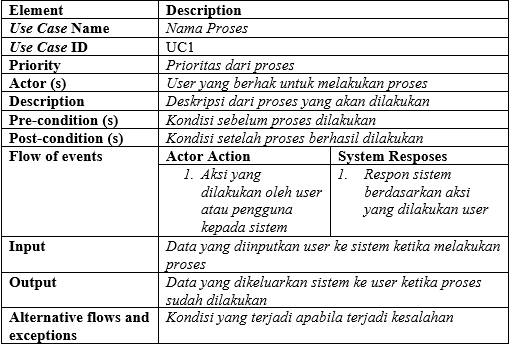 Element Description
Use Case Name Nama Proses
Use Case ID UC1
Priority Prioritas dari proses
Actor (s) User yang berhak untuk melakukan proses
Description Deskripsi dari proses yang akan dilakukan
Pre-condition (s) Kondisi sebelum proses dilakukan
Post-condition (s) Kondisi setelah proses berhasil dilakukan
Flow of events Actor Action System Resposes
1. Aksi yang
dilakukan oleh user
atau pengguna
kepada sistem
1. Respon sistem
berdasarkan aksi
yang dilakukan user
Input Data yang diinputkan user ke sistem ketika melakukan
proses
Output Data yang dikeluarkan sistem ke user ketika proses
sudah dilakukan
Alternative flows and Kondisi yang terjadi apabila terjadi kesalahan
exceptions